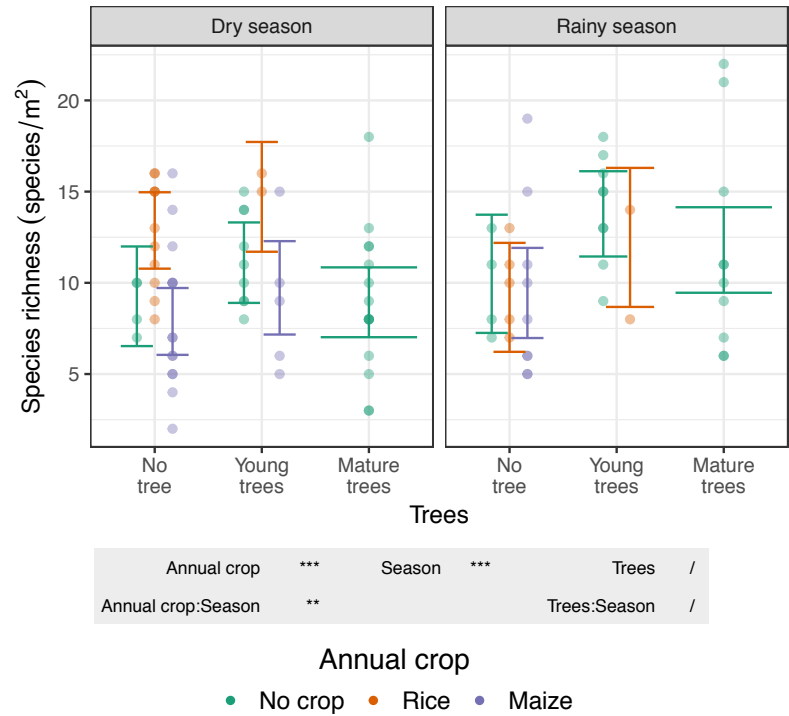 Dry season Rainy season
Species richness (species/m²)
20
15
10
5
No tree Young trees Mature trees No tree Young trees Mature trees
Trees
Annual crop *** Season *** Trees /
Annual crop:Season ** Trees:Season /
Annual crop
No crop Rice Maize